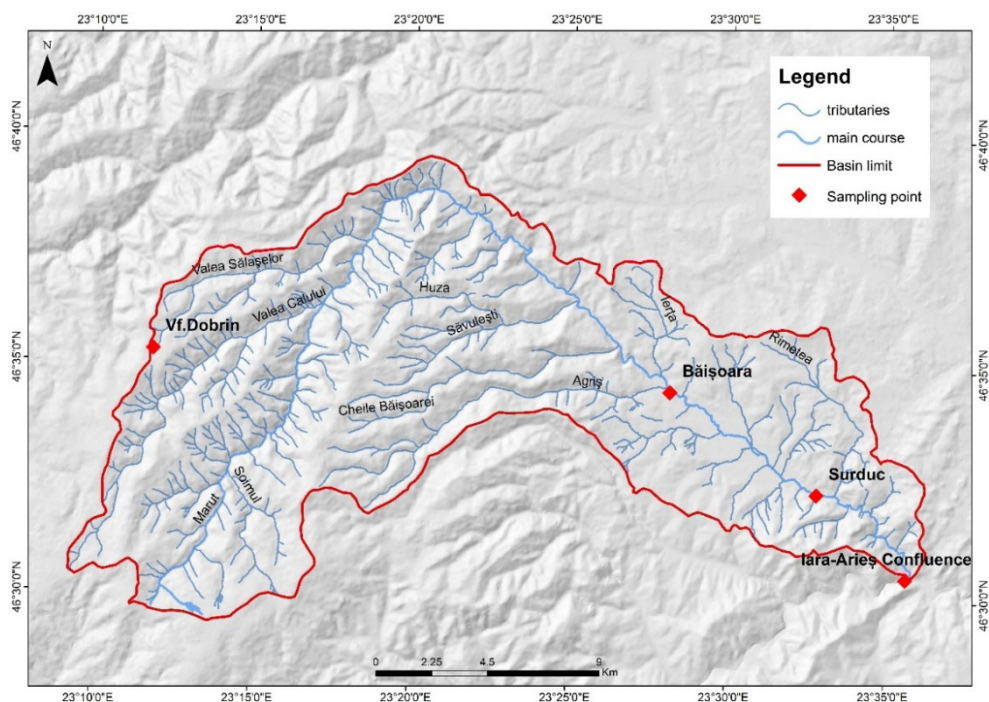 23°10'0"E 23°15'0"E 23°20'0"E 23°25'0"E 23°30'0"E 23°35'0"E
N
Legend
tributaries
main course
Basin limit
Sampling point
46°40'0"N 46°40'0"N
Valea Sălașelor
Valea Calului
Huza
Ierța
Vf.Dobrin
Săvulești
Rimetea
46°35'0"N 46°35'0"N
Băișoara
Agriș
Cheile Băișoarei
Șoimul
Surduc
Marut
Iara-Arieș Confluence
46°30'0"N 46°30'0"N
0 2.25 4.5 9
Km
23°10'0"E 23°15'0"E 23°20'0"E 23°25'0"E 23°30'0"E 23°35'0"E